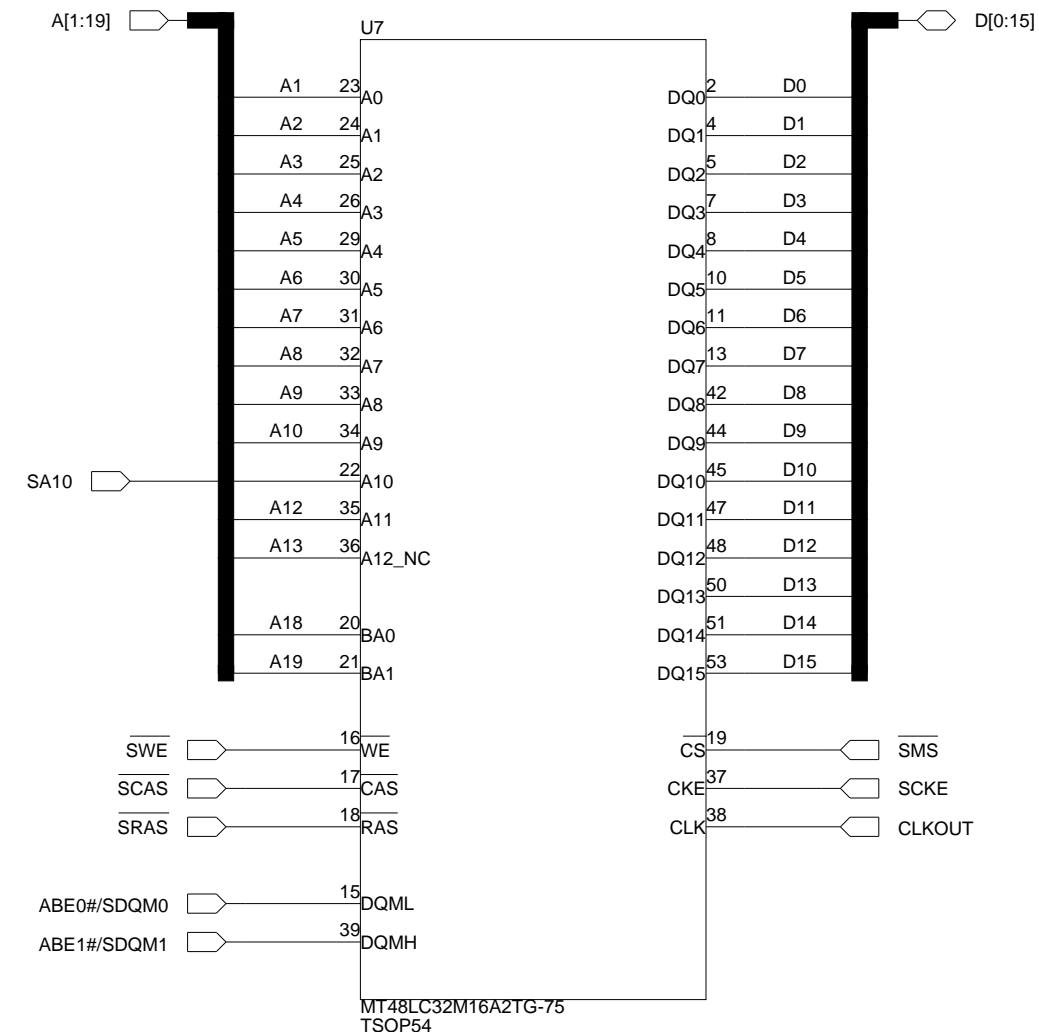 A[1:19] D[0:15]
U7
A1 23 A0 DQ0 2 D0
A2 24 A1 DQ1 4 D1
A3 25 A2 DQ2 5 D2
A4 26 A3 DQ3 7 D3
A5 29 A4 DQ4 8 D4
A6 30 A5 DQ5 10 D5
A7 31 A6 DQ6 11 D6
A8 32 A7 DQ7 13 D7
A9 33 A8 DQ8 42 D8
A10 34 A9 DQ9 44 D9
SA10 22 A10 DQ10 45 D10
A12 35 A11 DQ11 47 D11
A13 36 A12_NC DQ12 48 D12
DQ13 50 D13
A18 20 BA0 DQ14 51 D14
A19 21 BA1 DQ15 53 D15
SWE 16 WE CS 19 SMS
SCAS 17 CAS CKE 37 SCKE
SRAS 18 RAS CLK 38 CLKOUT
ABE0#/SDQM0 15 DQML
ABE1#/SDQM1 39 DQMH
MT48LC32M16A2TG-75
TSOP54